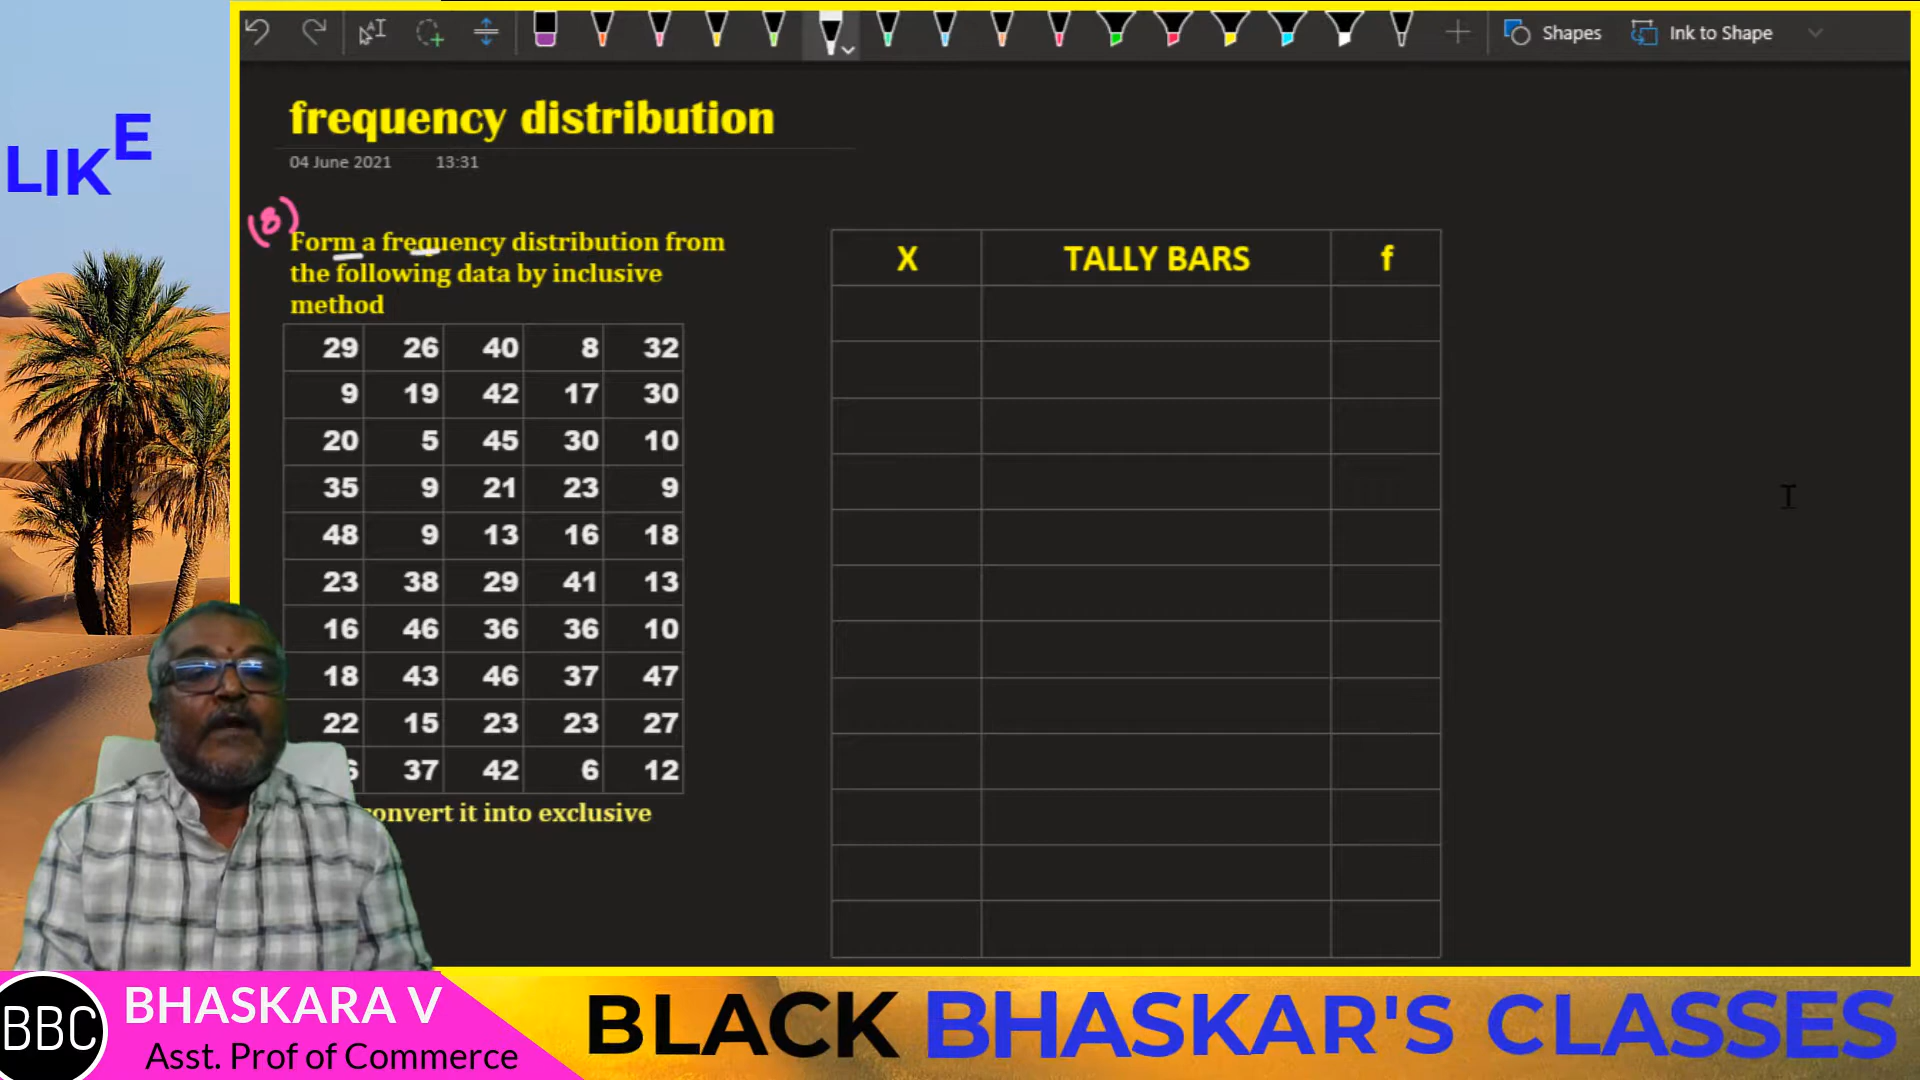 Shapes
Ink to Shape
LIKE
frequency distribution
04 June 2021 13:31
(8)
Form a frequency distribution from
the following data by inclusive
method
29 26 40 8 32
9 19 42 17 30
20 5 45 30 10
35 9 21 23 9
48 9 13 16 18
23 38 29 41 13
16 46 36 36 10
18 43 46 37 47
22 15 23 23 27
37 42 6 12
convert it into exclusive
X TALLY BARS f
BBC
BHASKARA V
Asst. Prof of Commerce
BLACK BHASKAR'S CLASSES